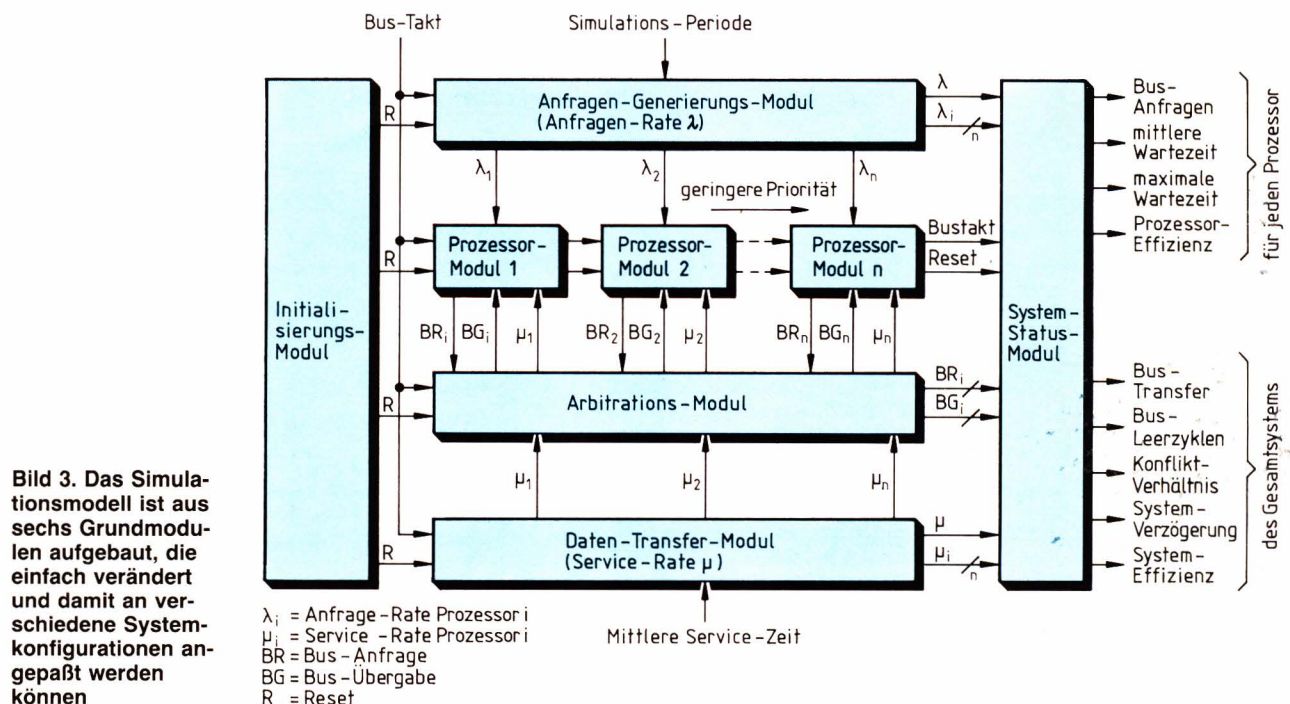 Bus-Takt
Simulations-Periode
Initiali-
sierungs-
Modul
R
Anfragen-Generierungs-Modul
(Anfragen-Rate λ)
λ
λi
n
λ1
λ2
λn
geringere Priorität
R
Prozessor-
Modul 1
Prozessor-
Modul 2
Prozessor-
Modul n
Bustakt
Reset
BRi
BGi
μ1
BR2
BG2
μ2
BRn
BGn
μn
R
Arbitrations-Modul
BRi
BGi
μ1
μ2
μn
R
Daten-Transfer-Modul
(Service-Rate μ)
μ
μi
n
Mittlere Service-Zeit
System-
Status-
Modul
Bus-
Anfragen
mittlere
Wartezeit
maximale
Wartezeit
Prozessor-
Effizienz
für jeden Prozessor
Bus-
Transfer
Bus-
Leerzyklen
Konflikt-
Verhältnis
System-
Verzögerung
System-
Effizienz
des Gesamtsystems
λi = Anfrage-Rate Prozessor i
μi = Service-Rate Prozessor i
BR = Bus-Anfrage
BG = Bus-Übergabe
R = Reset
Bild 3. Das Simula-
tionsmodell ist aus
sechs Grundmodu-
len aufgebaut, die
einfach verändert
und damit an ver-
schiedene System-
konfigurationen an-
gepaßt werden
können